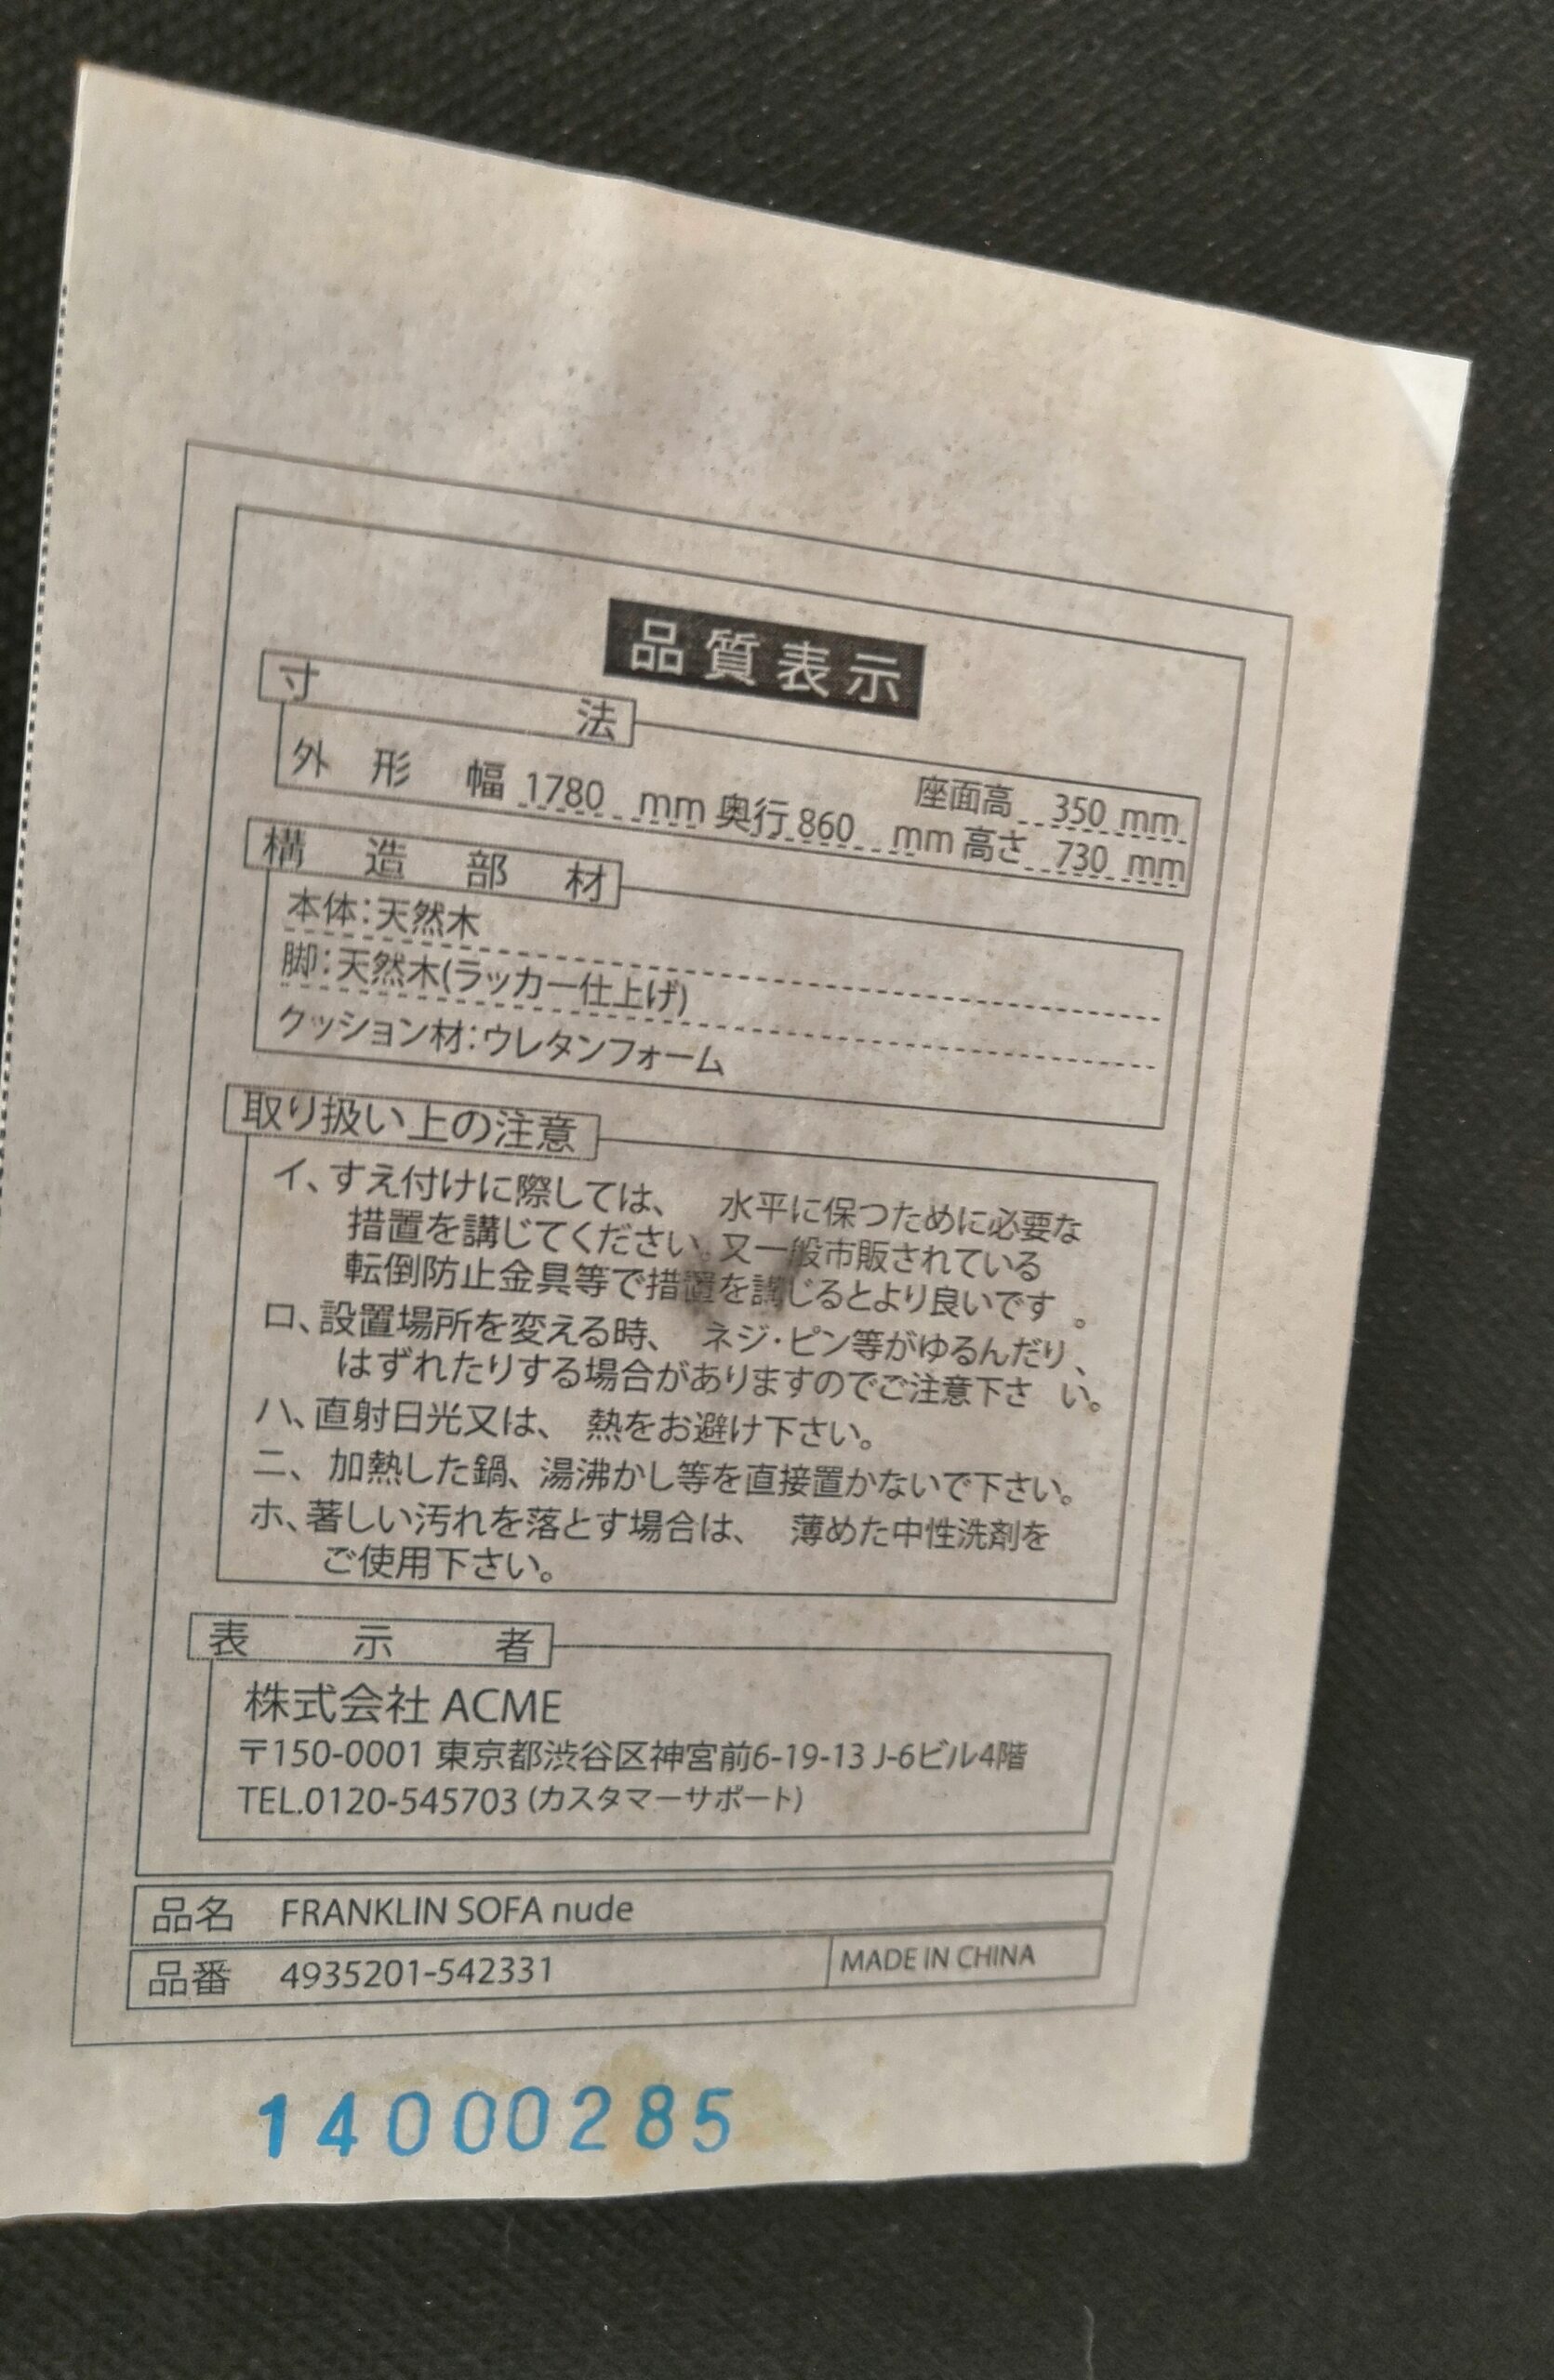 品質表示
寸法
座面高 350 mm
外形 幅 1780 mm 奥行 860 mm 高さ 730 mm
構造部材
本体：天然木
脚：天然木(ラッカー仕上げ)
クッション材：ウレタンフォーム
取り扱い上の注意
イ、すえ付けに際しては、 水平に保つために必要な
措置を講じてください。又一般市販されている
転倒防止金具等で措置を講じるとより良いです 。
ロ、設置場所を変える時、 ネジ・ピン等がゆるんだり、
はずれたりする場合がありますのでご注意下さ い。
ハ、直射日光又は、 熱をお避け下さい。
ニ、 加熱した鍋、湯沸かし等を直接置かないで下さい。
ホ、著しい汚れを落とす場合は、 薄めた中性洗剤を
ご使用下さい。
表示者
株式会社 ACME
〒150-0001 東京都渋谷区神宮前6-19-13 J-6ビル4階
TEL.0120-545703 (カスタマーサポート)
品名 FRANKLIN SOFA nude
品番 4935201-542331 MADE IN CHINA
14000285